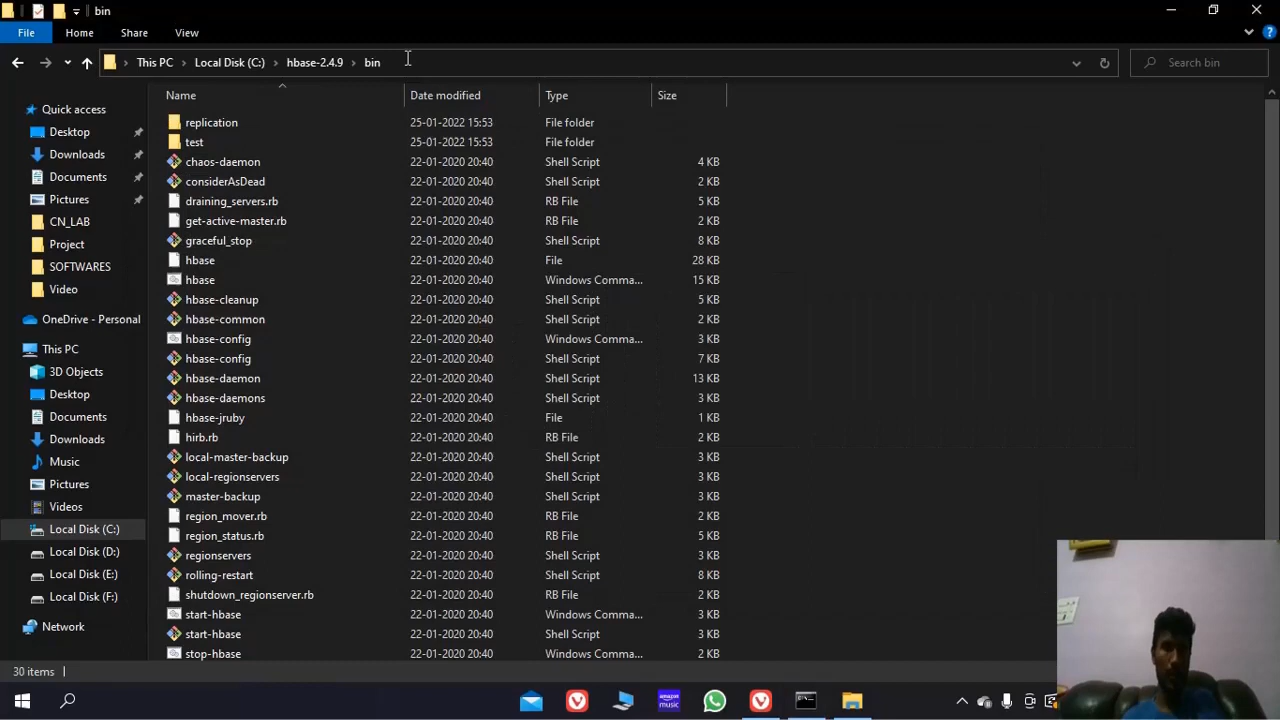 bin
File Home Share View
This PC Local Disk (C:) hbase-2.4.9 bin Search bin
Name Date modified Type Size
Quick access
Desktop
Downloads
Documents
Pictures
CN_LAB
Project
SOFTWARES
Video
OneDrive - Personal
This PC
3D Objects
Desktop
Documents
Downloads
Music
Pictures
Videos
Local Disk (C:)
Local Disk (D:)
Local Disk (E:)
Local Disk (F:)
Network
replication 25-01-2022 15:53 File folder
test 25-01-2022 15:53 File folder
chaos-daemon 22-01-2020 20:40 Shell Script 4 KB
considerAsDead 22-01-2020 20:40 Shell Script 2 KB
draining_servers.rb 22-01-2020 20:40 RB File 5 KB
get-active-master.rb 22-01-2020 20:40 RB File 2 KB
graceful_stop 22-01-2020 20:40 Shell Script 8 KB
hbase 22-01-2020 20:40 File 28 KB
hbase 22-01-2020 20:40 Windows Comma... 15 KB
hbase-cleanup 22-01-2020 20:40 Shell Script 5 KB
hbase-common 22-01-2020 20:40 Shell Script 2 KB
hbase-config 22-01-2020 20:40 Windows Comma... 3 KB
hbase-config 22-01-2020 20:40 Shell Script 7 KB
hbase-daemon 22-01-2020 20:40 Shell Script 13 KB
hbase-daemons 22-01-2020 20:40 Shell Script 3 KB
hbase-jruby 22-01-2020 20:40 File 1 KB
hirb.rb 22-01-2020 20:40 RB File 2 KB
local-master-backup 22-01-2020 20:40 Shell Script 3 KB
local-regionservers 22-01-2020 20:40 Shell Script 3 KB
master-backup 22-01-2020 20:40 Shell Script 3 KB
region_mover.rb 22-01-2020 20:40 RB File 2 KB
region_status.rb 22-01-2020 20:40 RB File 5 KB
regionservers 22-01-2020 20:40 Shell Script 3 KB
rolling-restart 22-01-2020 20:40 Shell Script 8 KB
shutdown_regionserver.rb 22-01-2020 20:40 RB File 2 KB
start-hbase 22-01-2020 20:40 Windows Comma... 3 KB
start-hbase 22-01-2020 20:40 Shell Script 3 KB
stop-hbase 22-01-2020 20:40 Windows Comma... 2 KB
30 items
amazon music